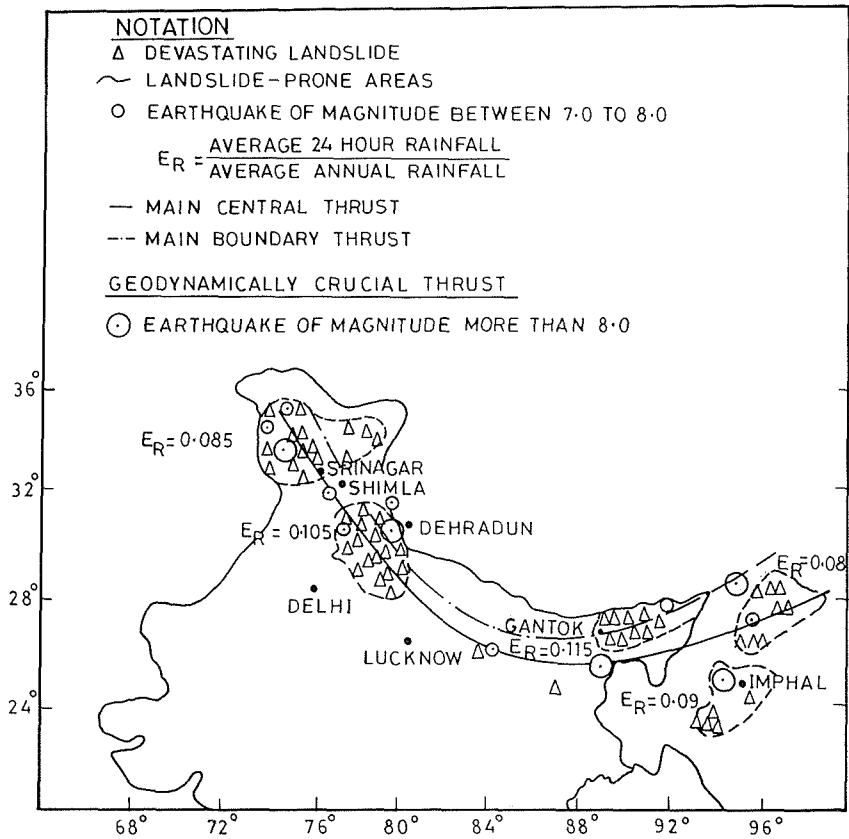 NOTATION
△ DEVASTATING LANDSLIDE
LANDSLIDE-PRONE AREAS
○ EARTHQUAKE OF MAGNITUDE BETWEEN 7·0 TO 8·0
E_R = AVERAGE 24 HOUR RAINFALL
AVERAGE ANNUAL RAINFALL
— MAIN CENTRAL THRUST
—·— MAIN BOUNDARY THRUST
GEODYNAMICALLY CRUCIAL THRUST
⊙ EARTHQUAKE OF MAGNITUDE MORE THAN 8·0
36°
E_R=0·085
SRINAGAR
32°
SHIMLA
E_R=0·105
DEHRADUN
E_R=0·08
28°
DELHI
GANTOK
LUCKNOW
E_R=0·115
E_R=0·09
IMPHAL
24°
68° 72° 76° 80° 84° 88° 92° 96°